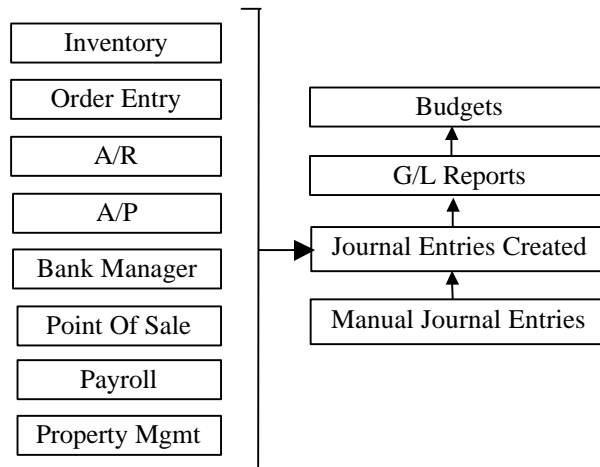 Inventory
Order Entry
A/R
A/P
Bank Manager
Point Of Sale
Payroll
Property Mgmt
Budgets
G/L Reports
Journal Entries Created
Manual Journal Entries